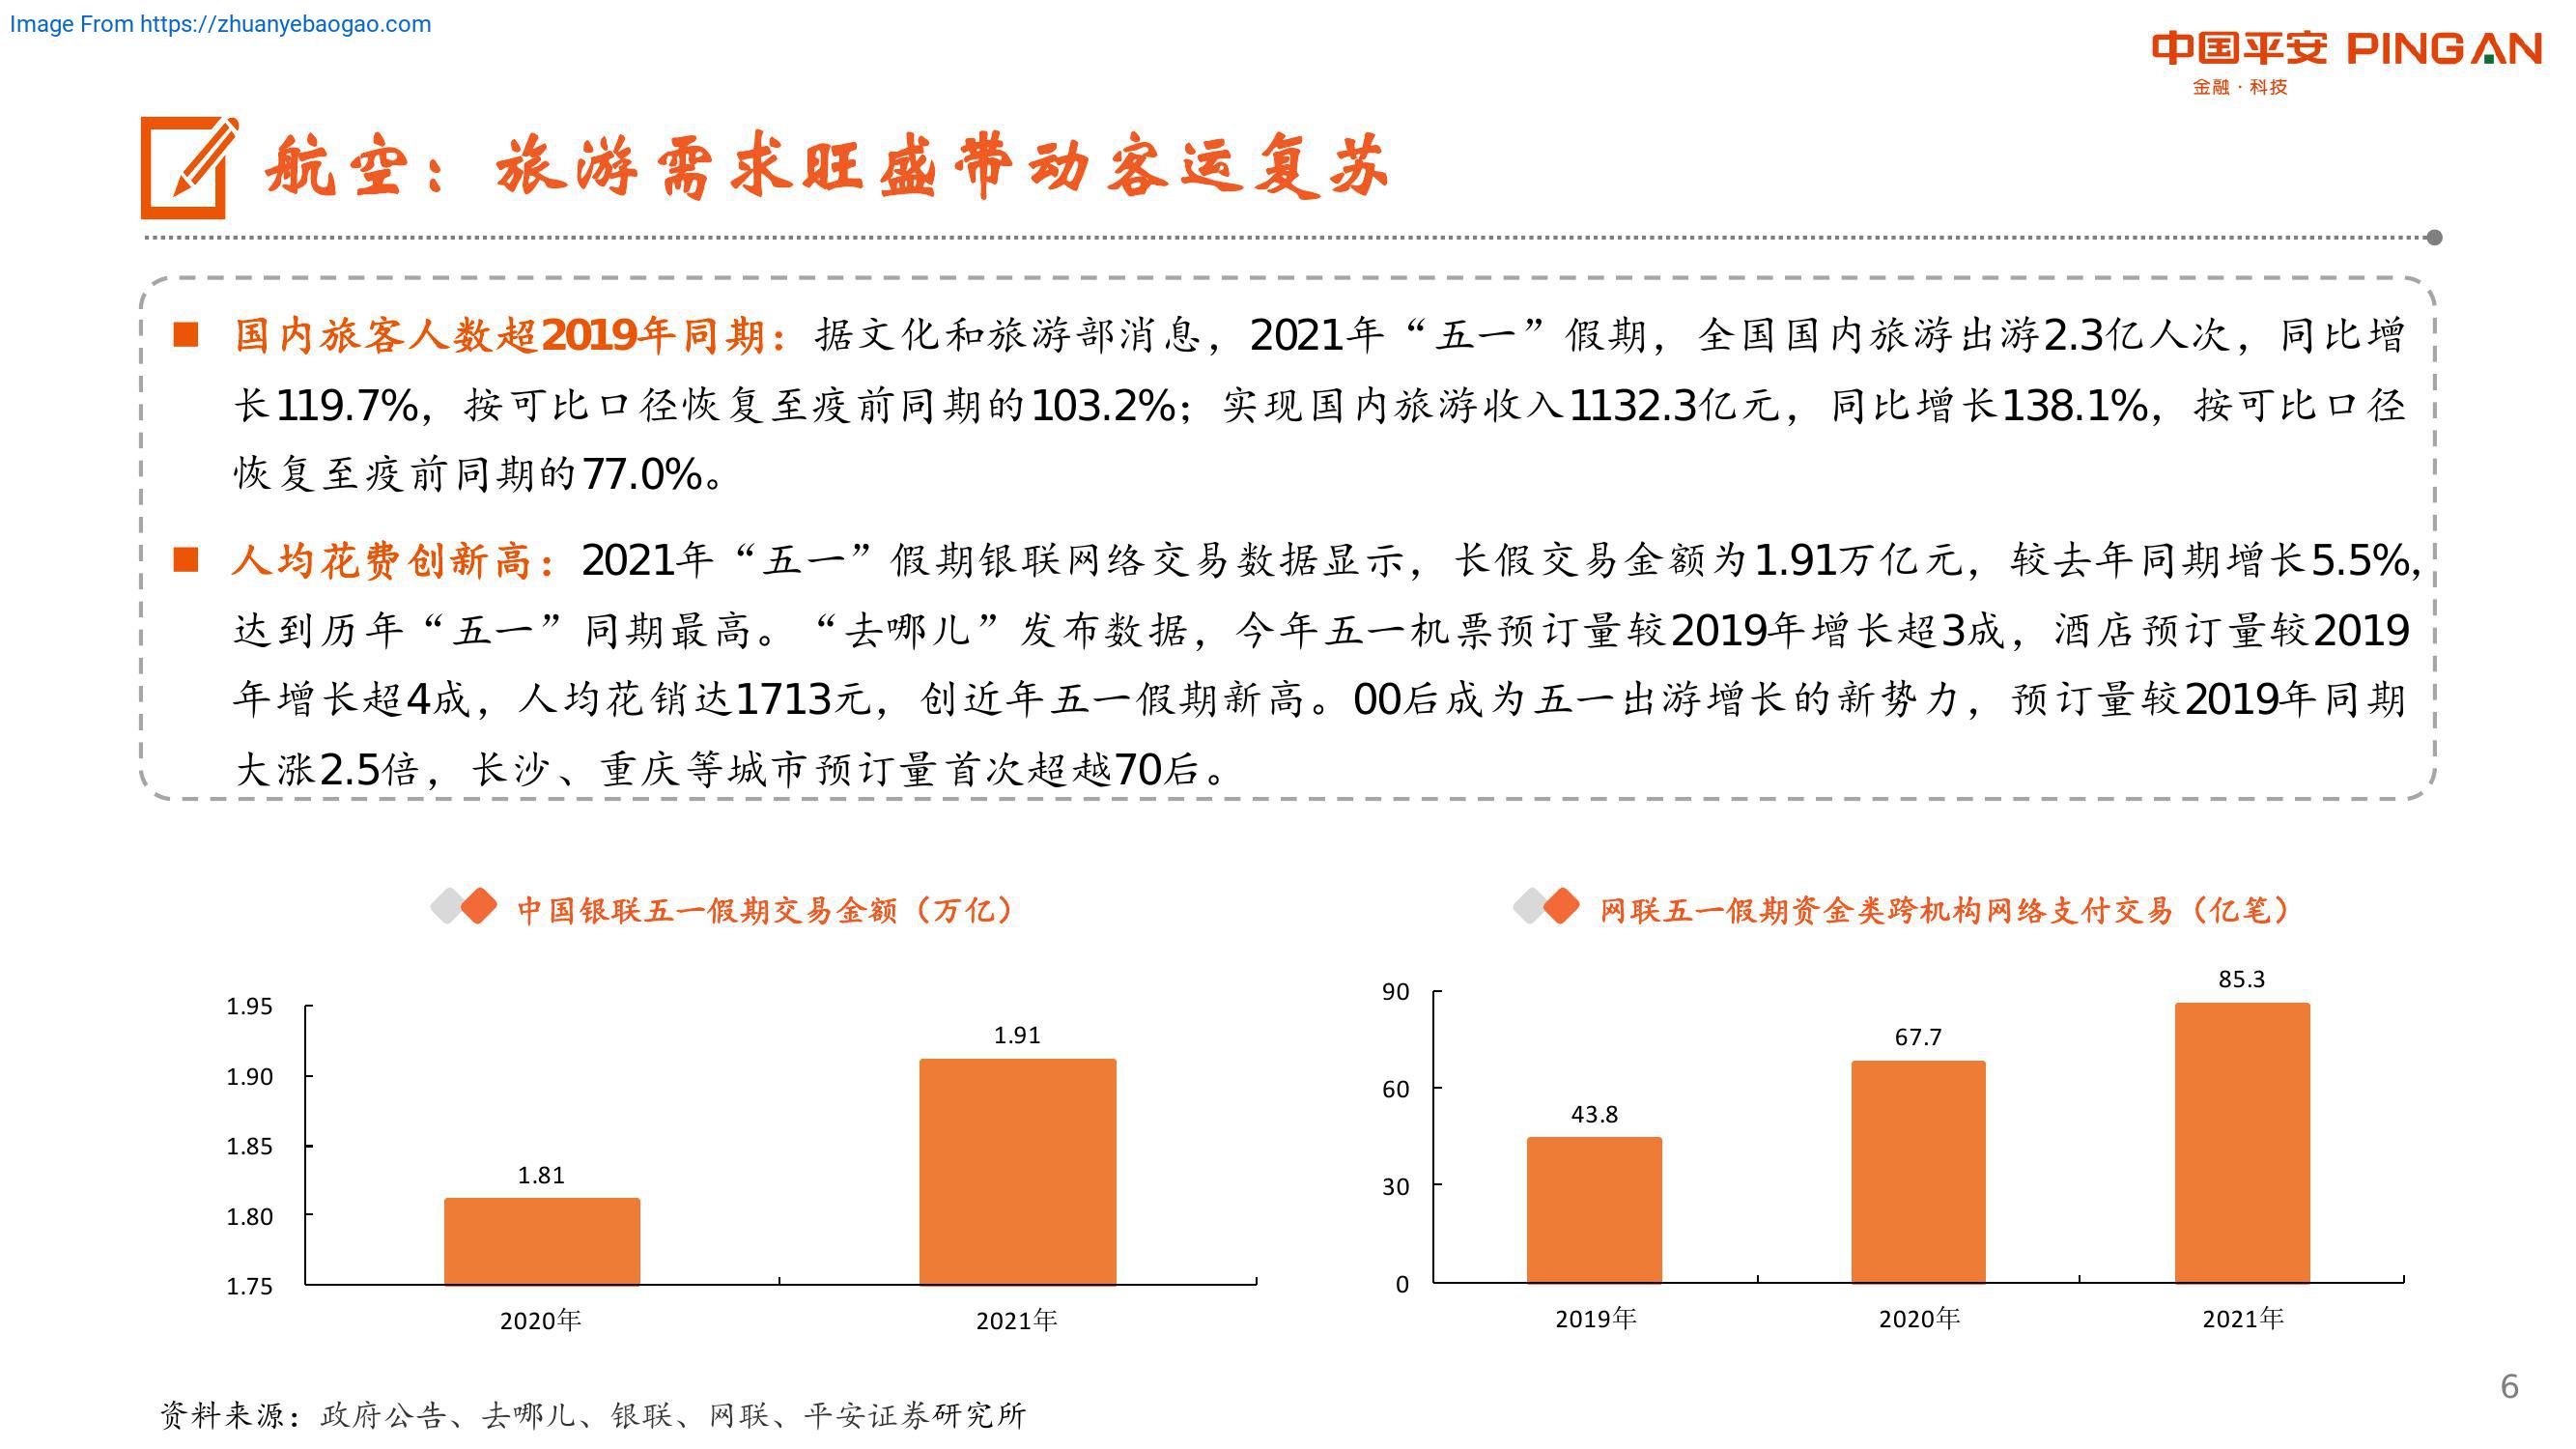 Image From https://zhuanyebaogao.com
中国平安 PINGAN
金融·科技
航空：旅游需求旺盛带动客运复苏
■ 国内旅客人数超2019年同期：据文化和旅游部消息，2021年“五一”假期，全国国内旅游出游2.3亿人次，同比增
长119.7%，按可比口径恢复至疫前同期的103.2%；实现国内旅游收入1132.3亿元，同比增长138.1%，按可比口径
恢复至疫前同期的77.0%。
■ 人均花费创新高：2021年“五一”假期银联网络交易数据显示，长假交易金额为1.91万亿元，较去年同期增长5.5%，
达到历年“五一”同期最高。“去哪儿”发布数据，今年五一机票预订量较2019年增长超3成，酒店预订量较2019
年增长超4成，人均花销达1713元，创近年五一假期新高。00后成为五一出游增长的新势力，预订量较2019年同期
大涨2.5倍，长沙、重庆等城市预订量首次超越70后。
中国银联五一假期交易金额（万亿）
1.95
1.90
1.85
1.80
1.75
1.81
1.91
2020年
2021年
网联五一假期资金类跨机构网络支付交易（亿笔）
90
60
30
0
43.8
67.7
85.3
2019年
2020年
2021年
资料来源：政府公告、去哪儿、银联、网联、平安证券研究所
6